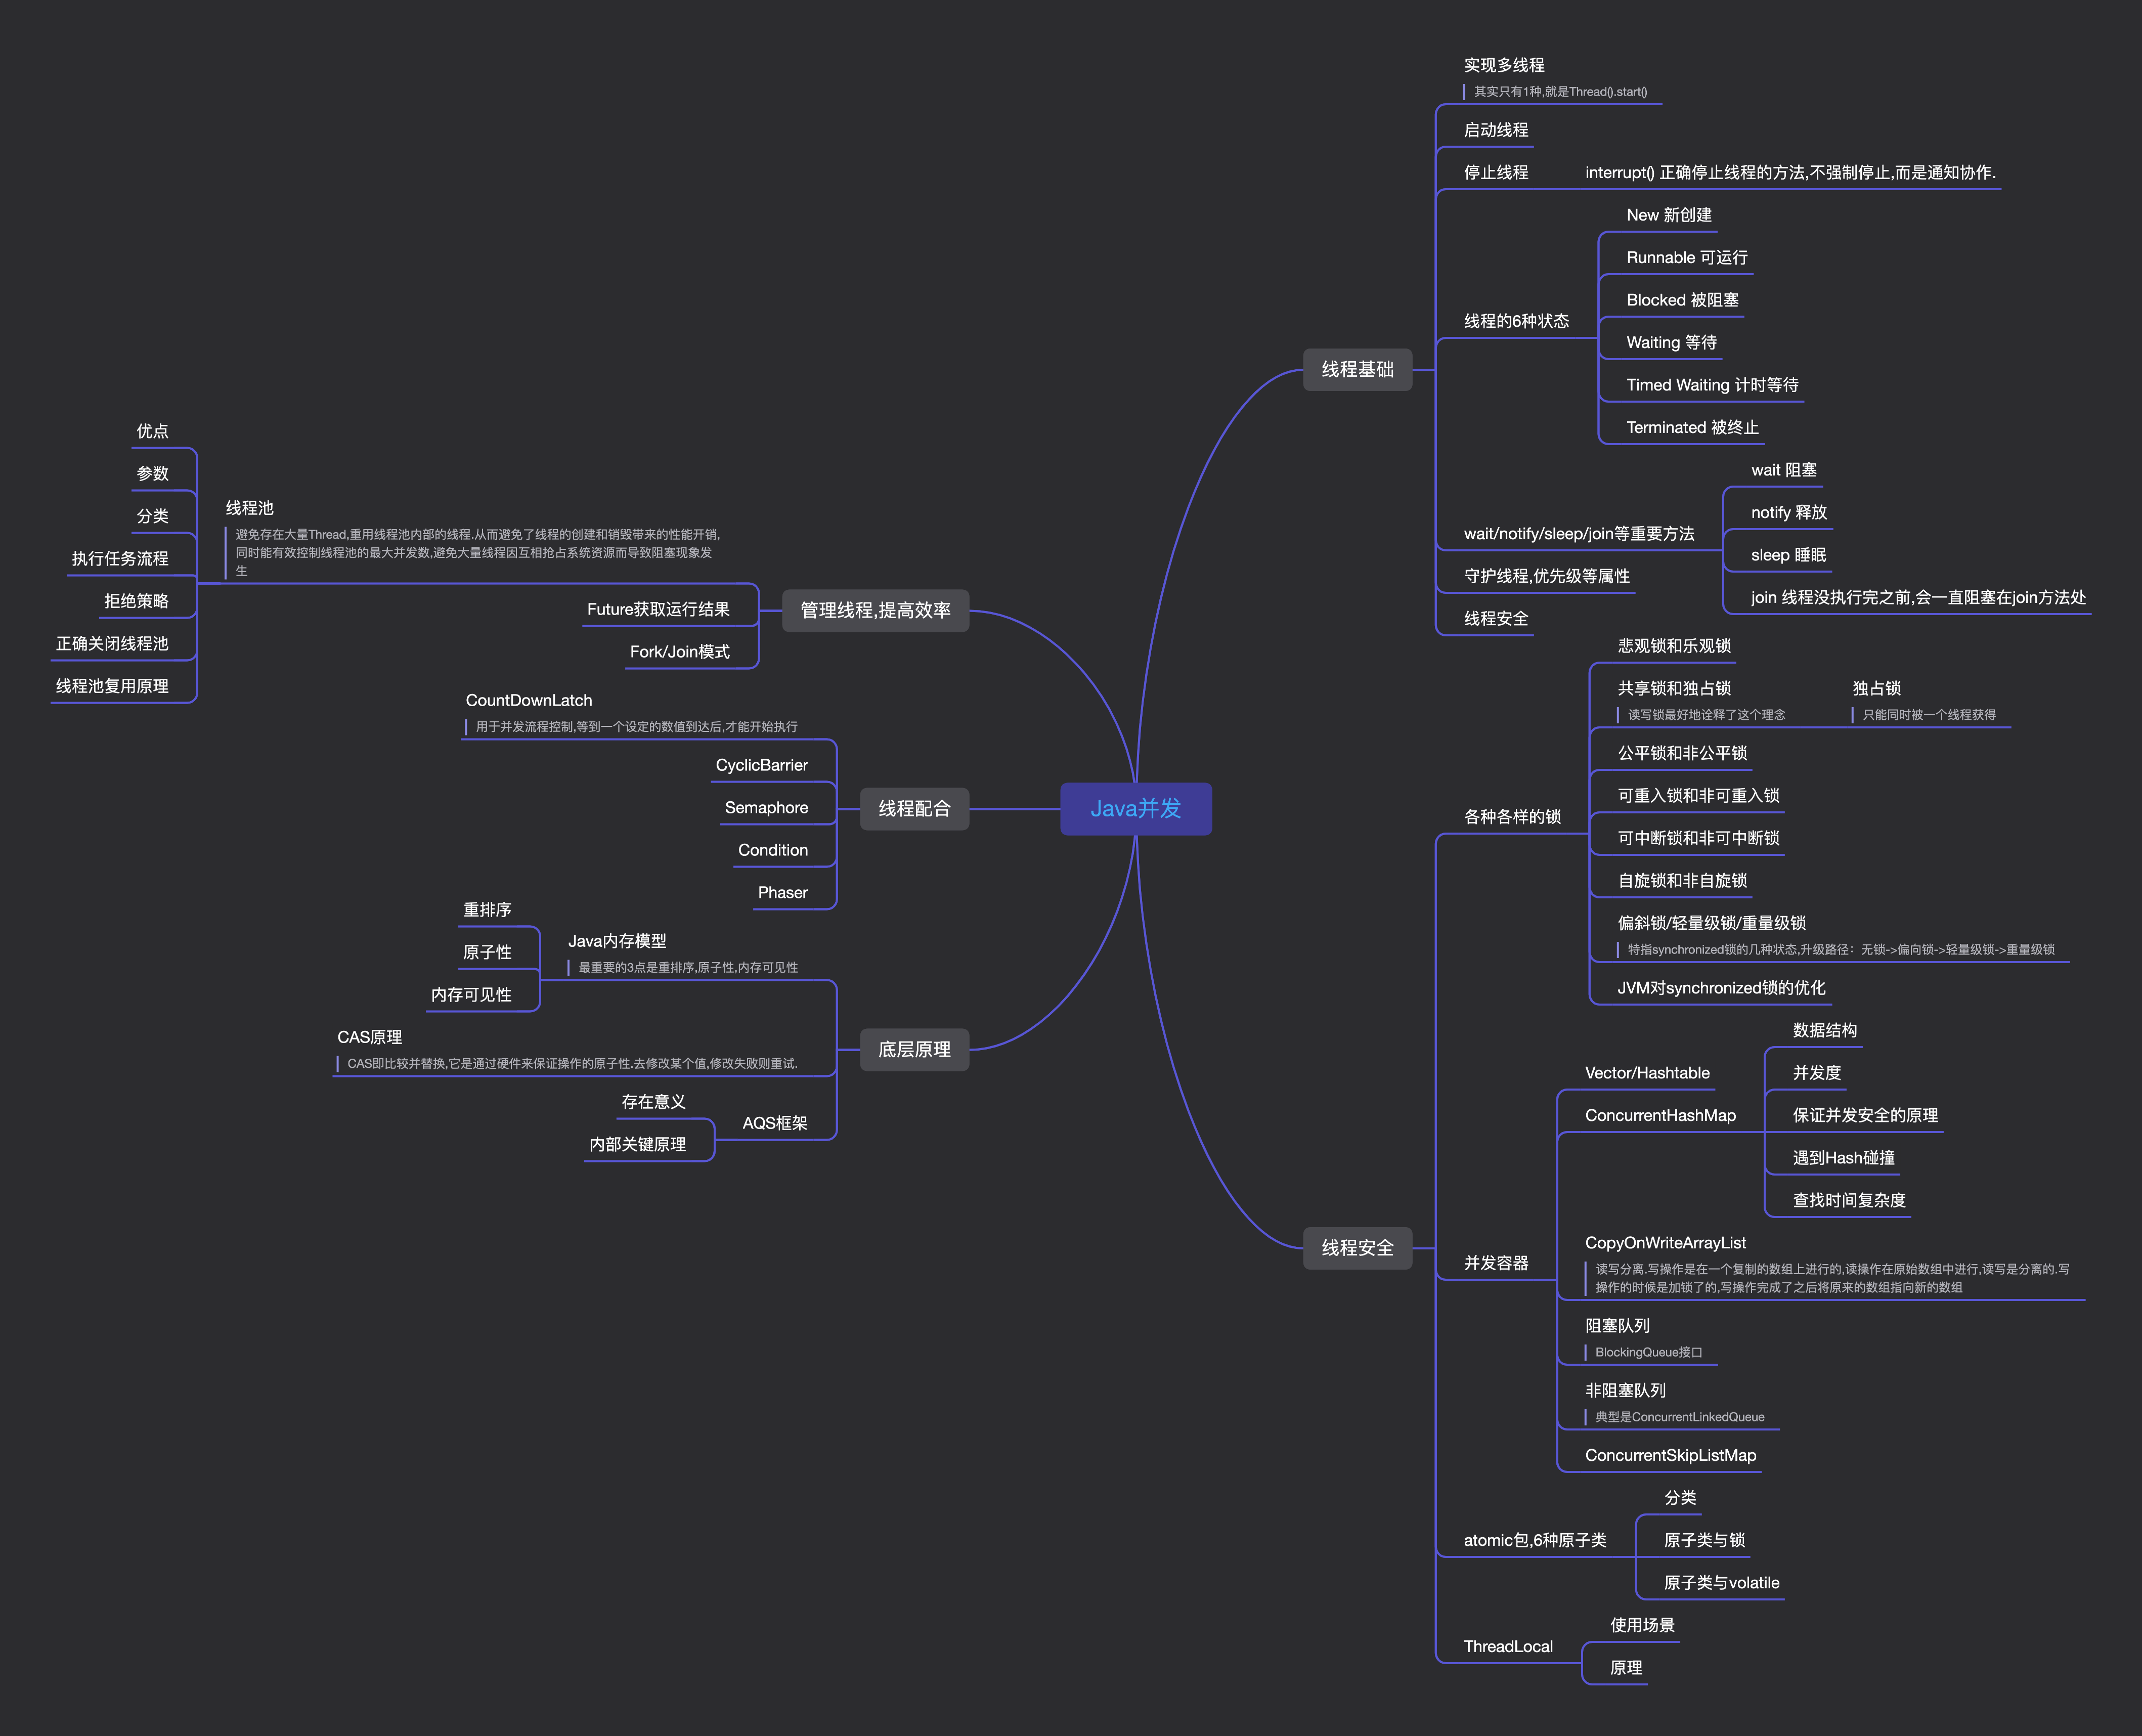 Java并发
线程基础
实现多线程
其实只有1种,就是Thread().start()
启动线程
停止线程
interrupt() 正确停止线程的方法,不强制停止,而是通知协作.
线程的6种状态
New 新创建
Runnable 可运行
Blocked 被阻塞
Waiting 等待
Timed Waiting 计时等待
Terminated 被终止
wait/notify/sleep/join等重要方法
wait 阻塞
notify 释放
sleep 睡眠
join 线程没执行完之前,会一直阻塞在join方法处
守护线程,优先级等属性
线程安全
线程安全
各种各样的锁
悲观锁和乐观锁
共享锁和独占锁
读写锁最好地诠释了这个理念
独占锁
只能同时被一个线程获得
公平锁和非公平锁
可重入锁和非可重入锁
可中断锁和非可中断锁
自旋锁和非自旋锁
偏斜锁/轻量级锁/重量级锁
特指synchronized锁的几种状态,升级路径：无锁->偏向锁->轻量级锁->重量级锁
JVM对synchronized锁的优化
并发容器
Vector/Hashtable
ConcurrentHashMap
数据结构
并发度
保证并发安全的原理
遇到Hash碰撞
查找时间复杂度
CopyOnWriteArrayList
读写分离.写操作是在一个复制的数组上进行的,读操作在原始数组中进行,读写是分离的.写
操作的时候是加锁了的,写操作完成了之后将原来的数组指向新的数组
阻塞队列
BlockingQueue接口
非阻塞队列
典型是ConcurrentLinkedQueue
ConcurrentSkipListMap
atomic包,6种原子类
分类
原子类与锁
原子类与volatile
ThreadLocal
使用场景
原理
管理线程,提高效率
线程池
避免存在大量Thread,重用线程池内部的线程.从而避免了线程的创建和销毁带来的性能开销,
同时能有效控制线程池的最大并发数,避免大量线程因互相抢占系统资源而导致阻塞现象发
生
优点
参数
分类
执行任务流程
拒绝策略
正确关闭线程池
线程池复用原理
Future获取运行结果
Fork/Join模式
线程配合
CountDownLatch
用于并发流程控制,等到一个设定的数值到达后,才能开始执行
CyclicBarrier
Semaphore
Condition
Phaser
底层原理
Java内存模型
最重要的3点是重排序,原子性,内存可见性
重排序
原子性
内存可见性
CAS原理
CAS即比较并替换,它是通过硬件来保证操作的原子性.去修改某个值,修改失败则重试.
AQS框架
存在意义
内部关键原理